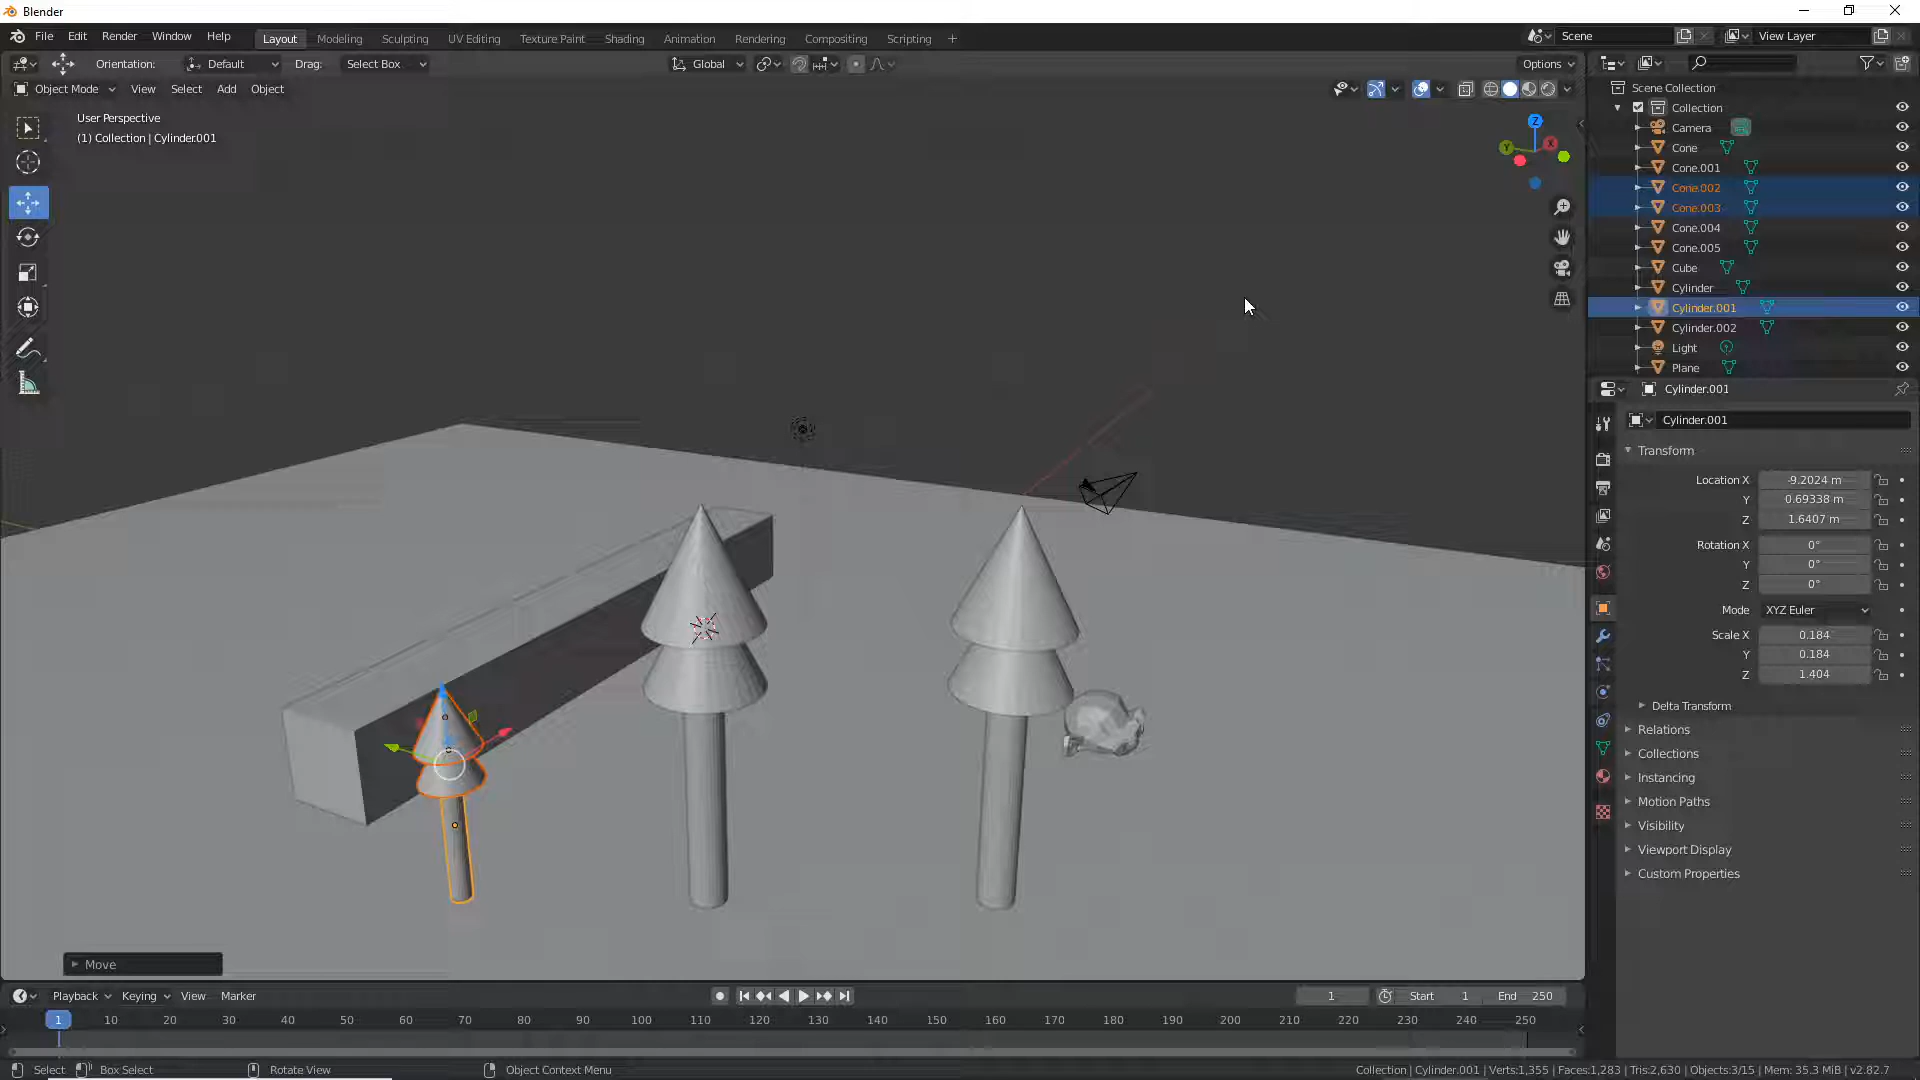 Blender
File Edit Render Window Help Layout Modeling Sculpting UV Editing Texture Paint Shading Animation Rendering Compositing Scripting + Scene View Layer
Orientation: Default Drag: Select Box Global Options
Object Mode View Select Add Object
User Perspective
(1) Collection | Cylinder.001
Z
Y
X
Scene Collection
Collection
Camera
Cone
Cone.001
Cone.002
Cone.003
Cone.004
Cone.005
Cube
Cylinder
Cylinder.001
Cylinder.002
Light
Plane
Cylinder.001
Cylinder.001
Transform
Location X -9.2024 m
Y 0.69338 m
Z 1.6407 m
Rotation X 0°
Y 0°
Z 0°
Mode XYZ Euler
Scale X 0.184
Y 0.184
Z 1.404
Delta Transform
Relations
Collections
Instancing
Motion Paths
Visibility
Viewport Display
Custom Properties
Move
Playback Keying View Marker 1 Start 1 End 250
1 10 20 30 40 50 60 70 80 90 100 110 120 130 140 150 160 170 180 190 200 210 220 230 240 250
Select Box Select Rotate View Object Context Menu Collection | Cylinder.001 | Verts:1,355 | Faces:1,283 | Tris:2,630 | Objects:3/15 | Mem: 35.3 MiB | v2.82.7